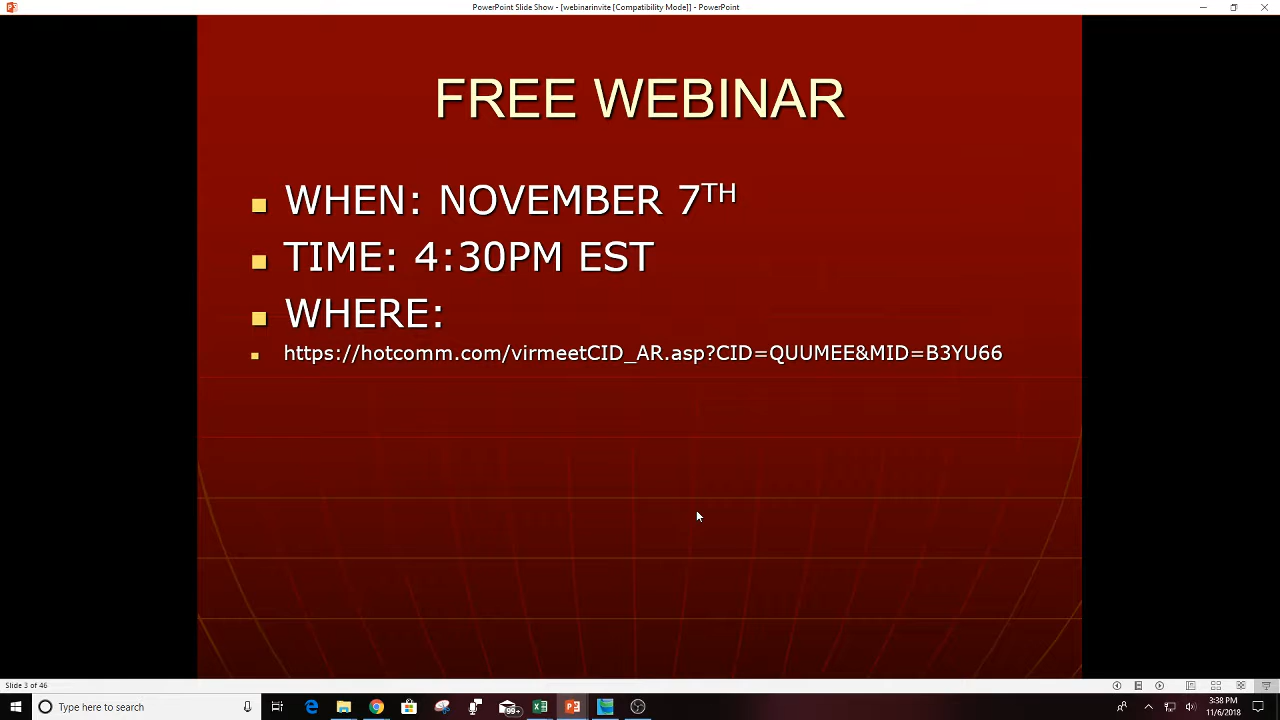 PowerPoint Slide Show - [webinarinvite [Compatibility Mode]] - PowerPoint
FREE WEBINAR
WHEN: NOVEMBER 7TH
TIME: 4:30PM EST
WHERE:
https://hotcomm.com/virmeetCID_AR.asp?CID=QUUMEE&MID=B3YU66
Slide 3 of 46
Type here to search
99+
3:38 PM
11/6/2018